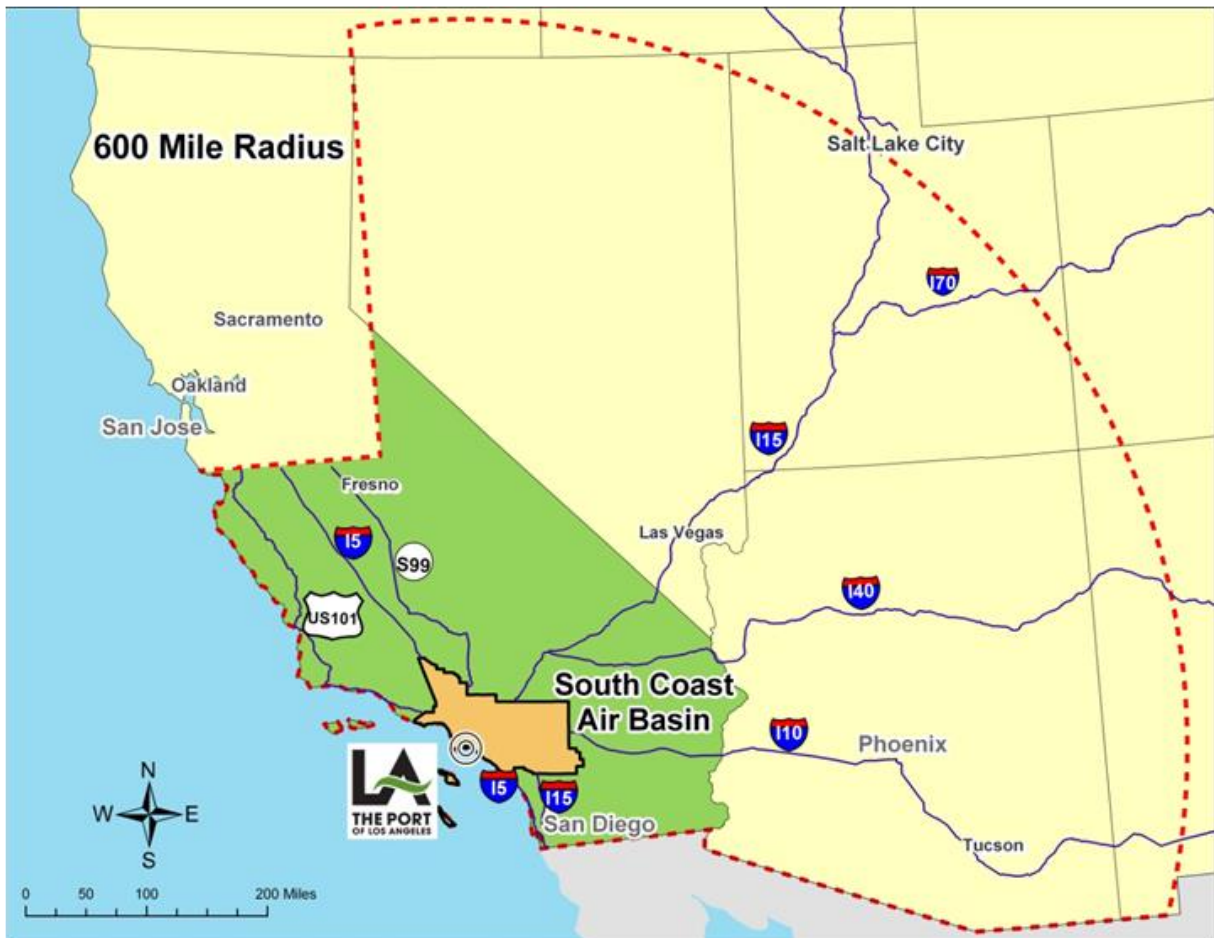 600 Mile Radius
Salt Lake City
I70
Sacramento
Oakland
San Jose
I15
Fresno
Las Vegas
I5
S99
I40
US101
South Coast
Air Basin
I10
Phoenix
LA
THE PORT
OF LOS ANGELES
I5
I15
San Diego
Tucson
N
W
E
S
0
50
100
200 Miles